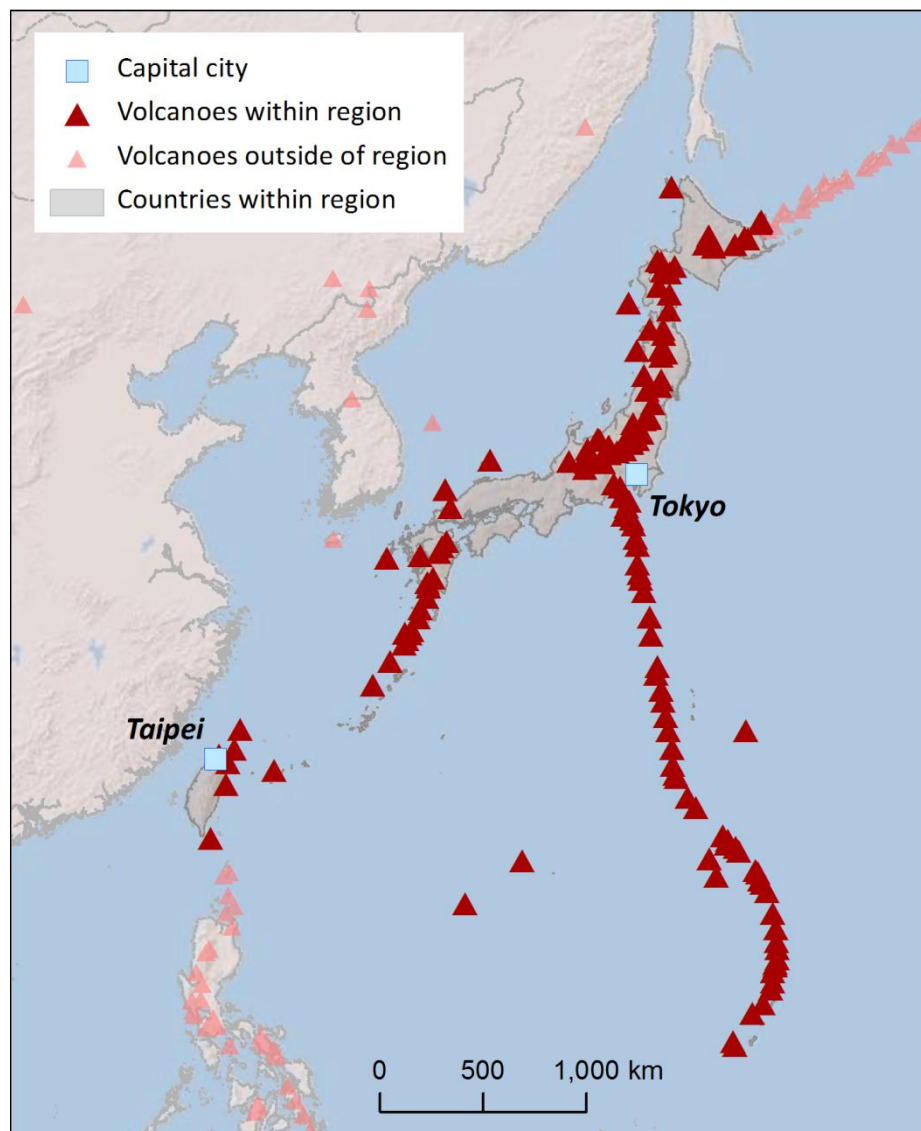 Capital city
Volcanoes within region
Volcanoes outside of region
Countries within region
Tokyo
Taipei
0 500 1,000 km